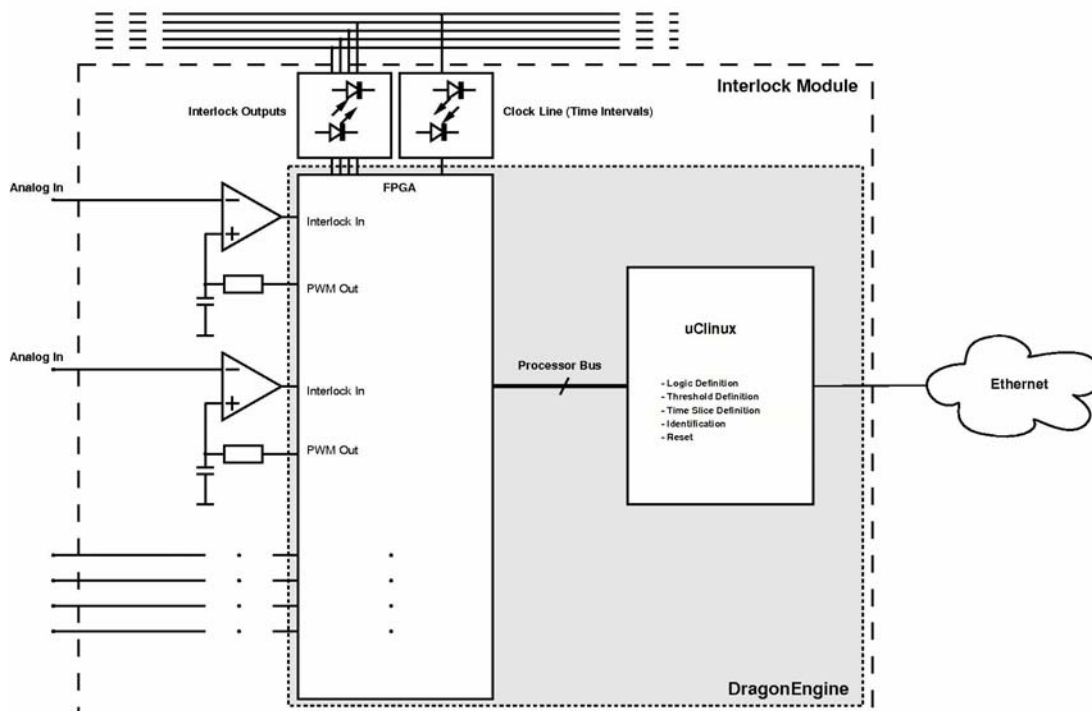 Interlock Module
Interlock Outputs
Clock Line (Time Intervals)
FPGA
Analog In
Interlock In
PWM Out
uClinux
Analog In
Processor Bus
- Logic Definition
- Threshold Definition
- Time Slice Definition
- Identification
- Reset
Ethernet
Interlock In
PWM Out
DragonEngine